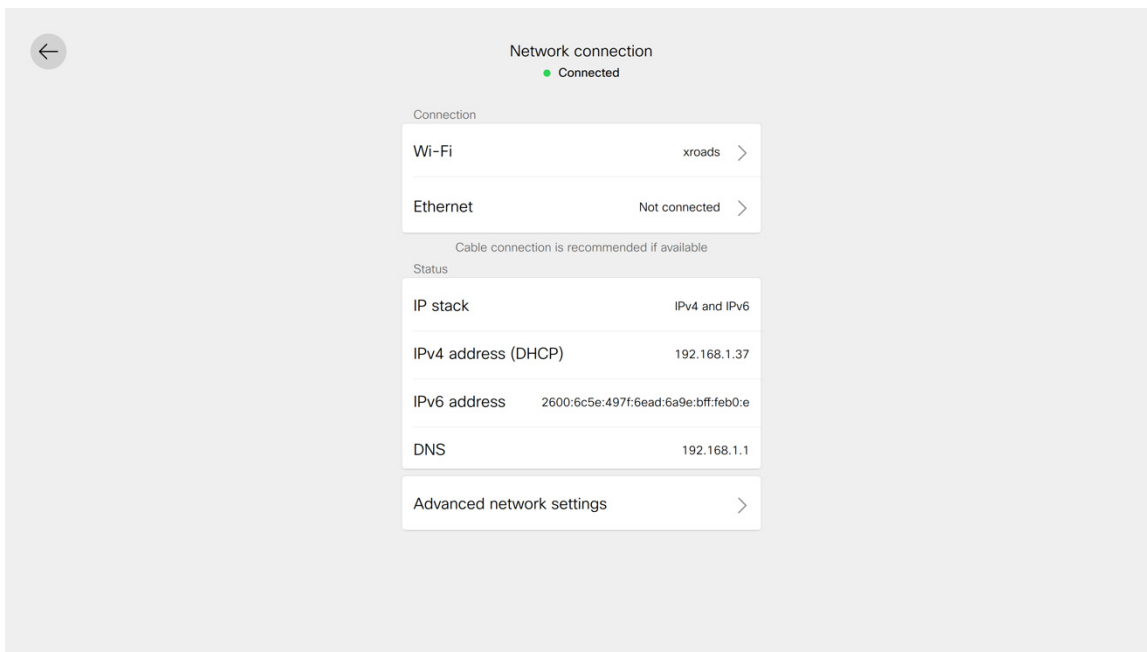 Network connection
Connected
Connection
Wi-Fi xroads
Ethernet Not connected
Cable connection is recommended if available
Status
IP stack IPv4 and IPv6
IPv4 address (DHCP) 192.168.1.37
IPv6 address 2600:6c5e:497f:6ead:6a9e:bff:feb0:e
DNS 192.168.1.1
Advanced network settings